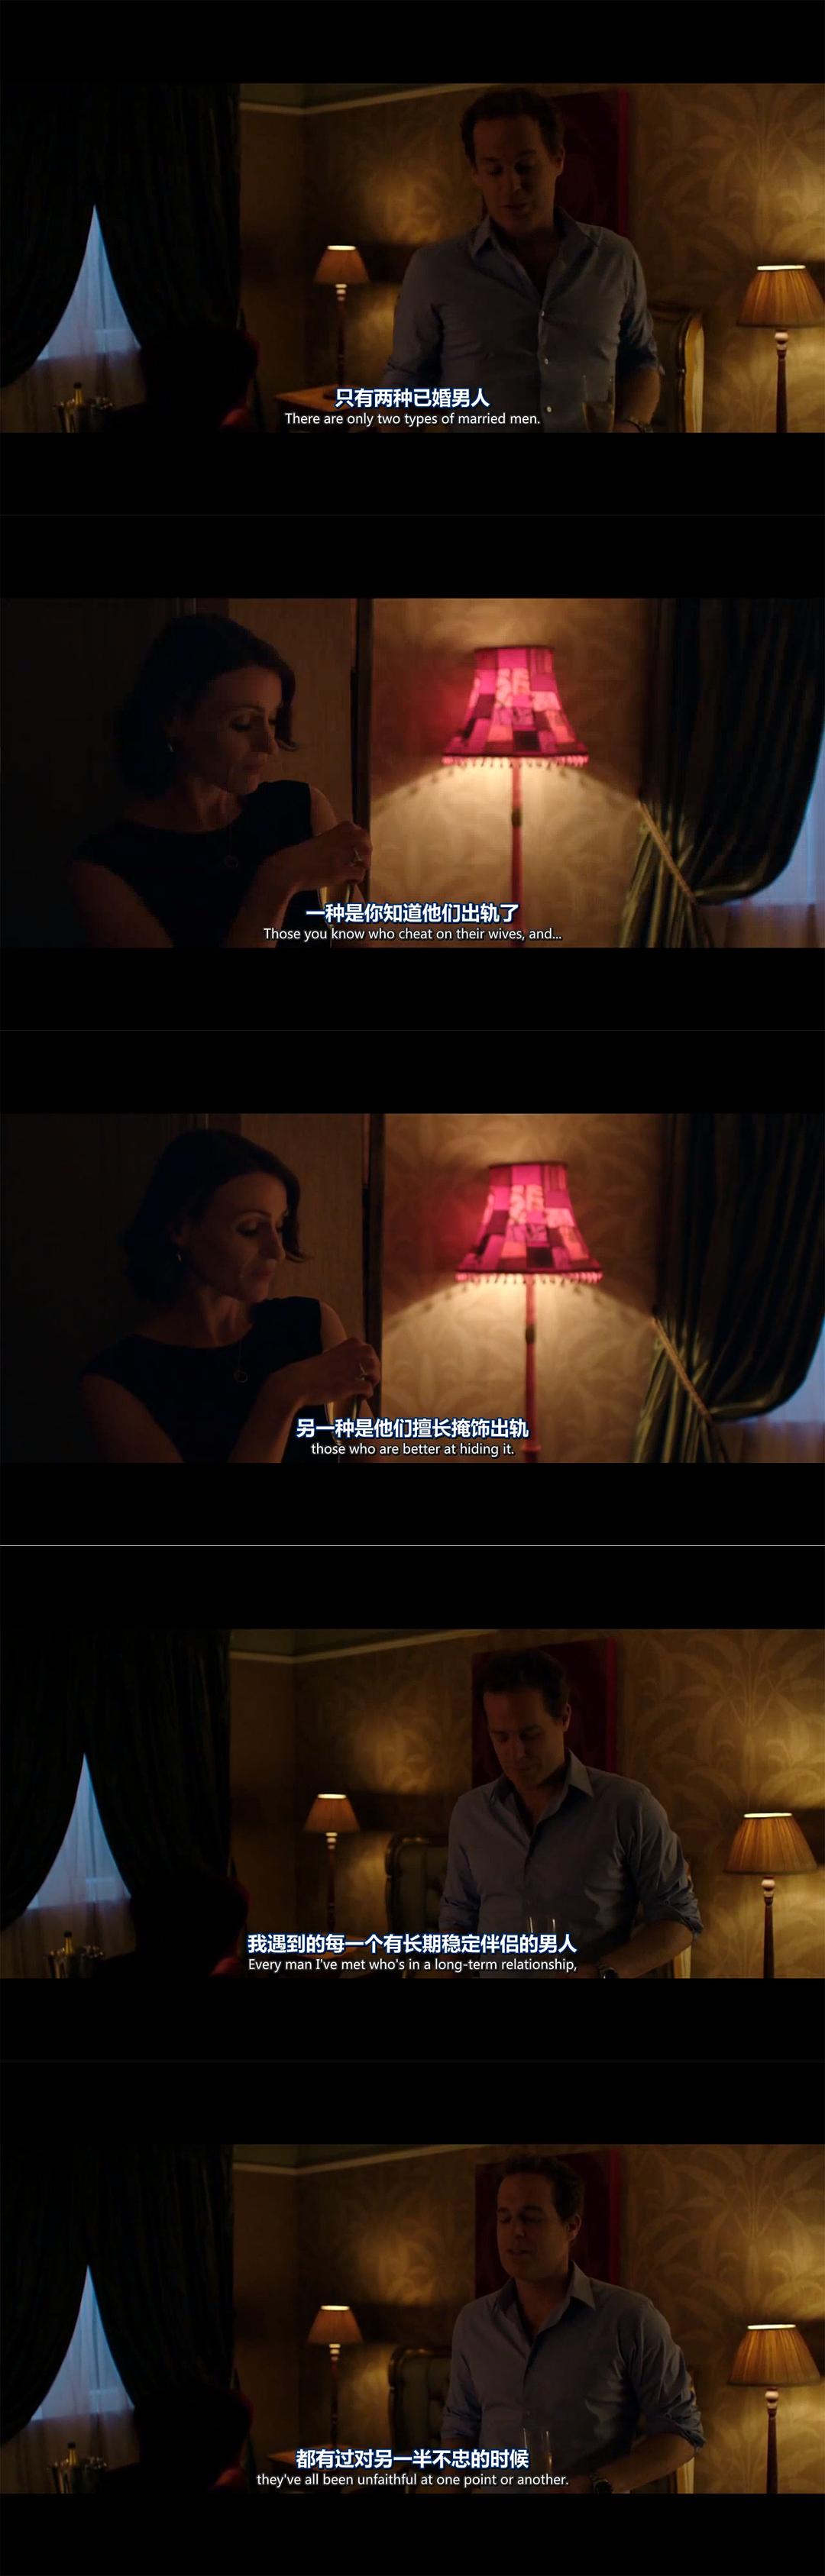 只有两种已婚男人
There are only two types of married men.
一种是你知道他们出轨了
Those you know who cheat on their wives, and...
另一种是他们擅长掩饰出轨
those who are better at hiding it.
我遇到的每一个有长期稳定伴侣的男人
Every man I've met who's in a long-term relationship,
都有过对另一半不忠的时候
they've all been unfaithful at one point or another.